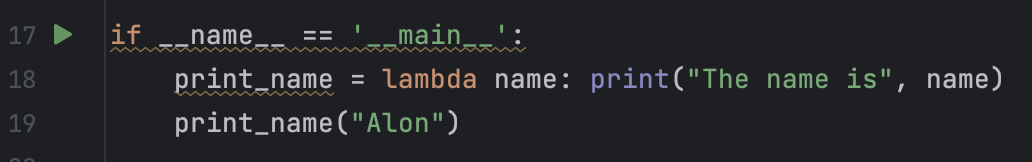 17 if __name__ == '__main__':
18 print_name = lambda name: print("The name is", name)
19 print_name("Alon")